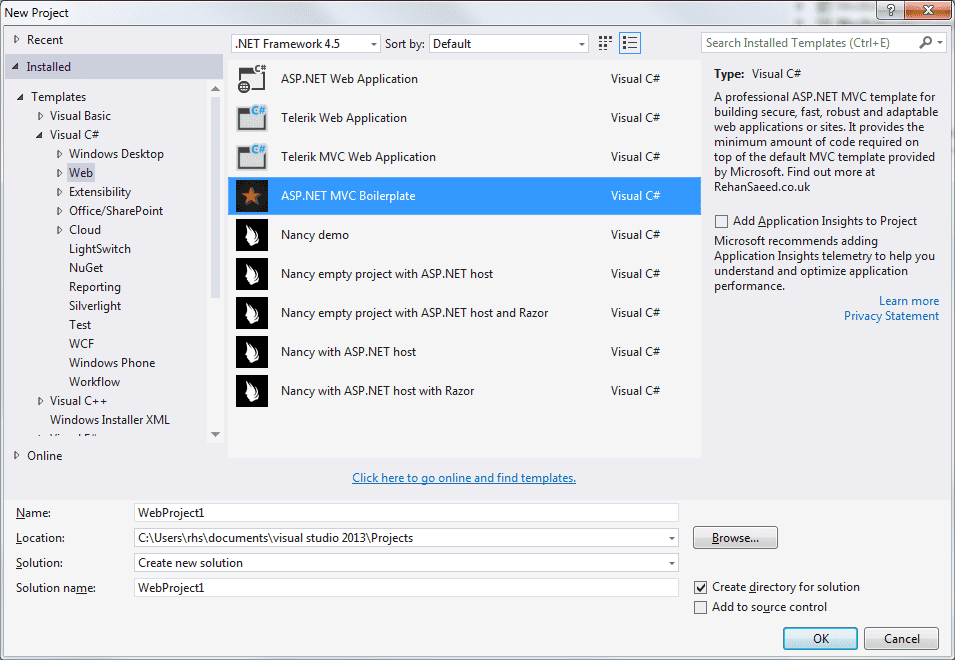 New Project
Recent
Installed
Templates
Visual Basic
Visual C#
Windows Desktop
Web
Extensibility
Office/SharePoint
Cloud
LightSwitch
NuGet
Reporting
Silverlight
Test
WCF
Windows Phone
Workflow
Visual C++
Windows Installer XML
Online
.NET Framework 4.5 Sort by: Default
C# ASP.NET Web Application Visual C#
C# Telerik Web Application Visual C#
C# Telerik MVC Web Application Visual C#
ASP.NET MVC Boilerplate Visual C#
Nancy demo Visual C#
Nancy empty project with ASP.NET host Visual C#
Nancy empty project with ASP.NET host and Razor Visual C#
Nancy with ASP.NET host Visual C#
Nancy with ASP.NET host with Razor Visual C#
Click here to go online and find templates.
Search Installed Templates (Ctrl+E)
Type: Visual C#
A professional ASP.NET MVC template for
building secure, fast, robust and adaptable
web applications or sites. It provides the
minimum amount of code required on
top of the default MVC template provided
by Microsoft. Find out more at
RehanSaeed.co.uk
Add Application Insights to Project
Microsoft recommends adding
Application Insights telemetry to help you
understand and optimize application
performance.
Learn more
Privacy Statement
Name: WebProject1
Location: C:\Users\rhs\documents\visual studio 2013\Projects
Browse...
Solution: Create new solution
Solution name: WebProject1
Create directory for solution
Add to source control
OK Cancel